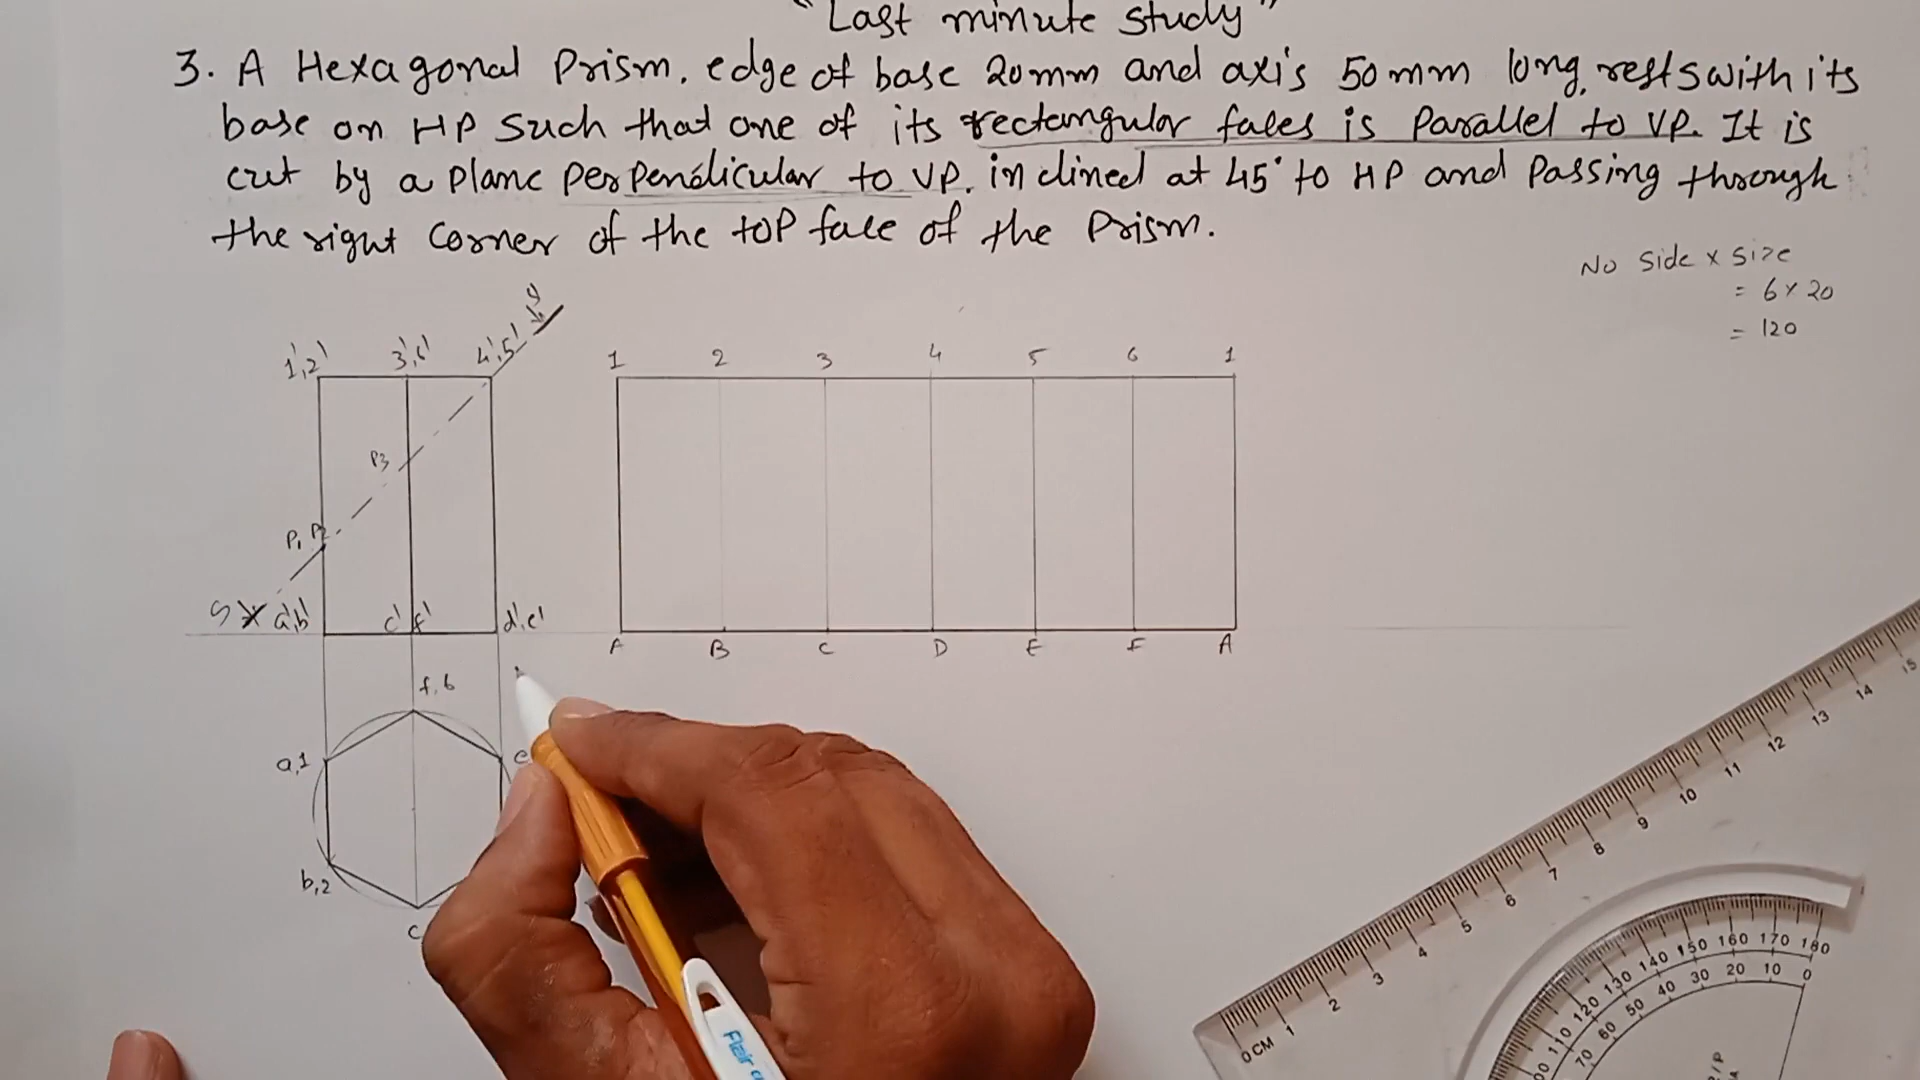 "Last minute study"
3. A Hexagonal Prism, edge of base 20mm and axis 50mm long, rests with its
base on HP such that one of its rectangular faces is Parallel to VP. It is
cut by a plane perpendicular to VP, inclined at 45° to HP and Passing through
the right corner of the top face of the Prism.
No Side x size
= 6 x 20
= 120
1',2' 3',6' 4',5'
1 2 3 4 5 6 1
P3
P1 P2
a',b' c' f' d',e'
A B C D E F A
f,6
a,1 e
b,2
c
0 CM 1 2 3 4 5 6 7 8 9 10 11 12 13 14 15
100 110 120 130 140 150 160 170 180
70 60 50 40 30 20 10 0
Flair